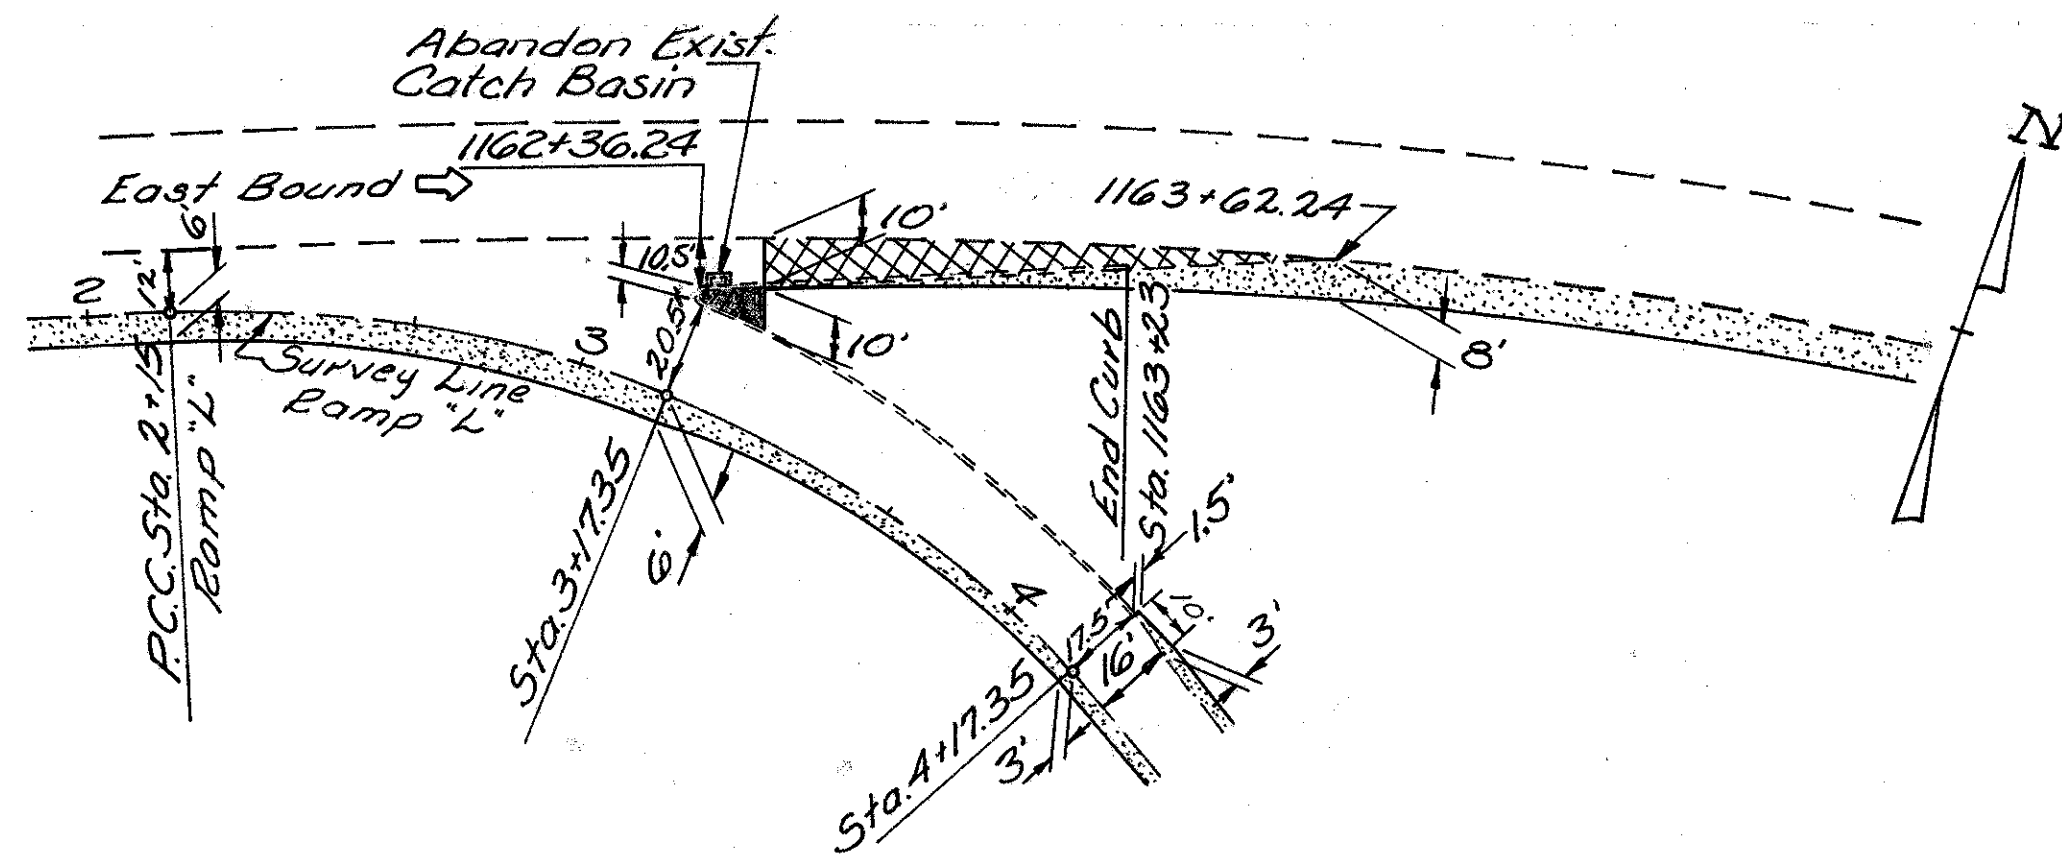 Abandon Exist.
Catch Basin
1162+36.24
East Bound
N
1163+62.24
6'
12'
10.5'
10'
2
3
20.5'
10'
8'
Survey Line
Ramp "L"
P.C.C. Sta. 2+15
Ramp "L"
Sta. 3+17.35
6'
End Curb
Sta. 1163+23
1.5'
4
17.5'
16'
10'
3'
Sta. 4+17.35
3'